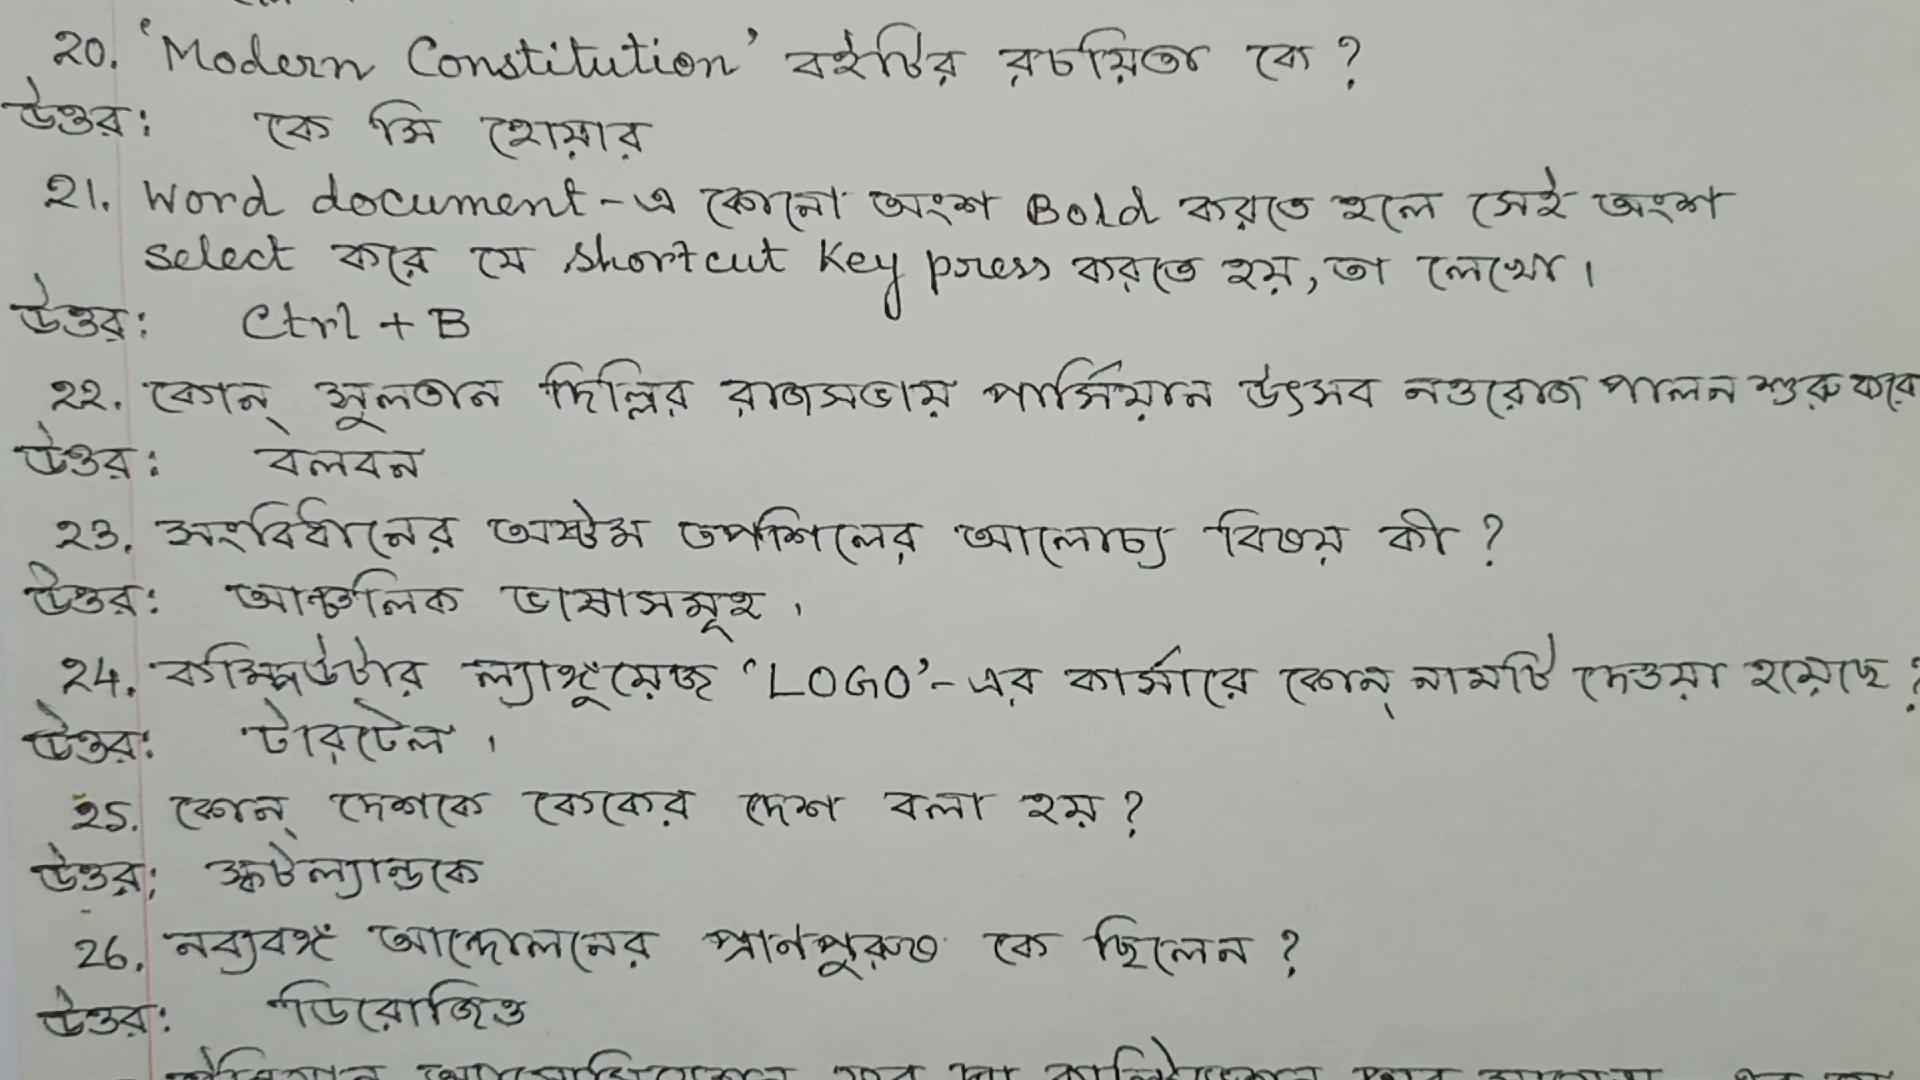 20. 'Modern Constitution' বইটির রচয়িতা কে ?
উত্তর: কে সি হোয়ার
21. Word document-এ কোনো অংশ Bold করতে হলে সেই অংশ
select করে যে shortcut Key press করতে হয়, তা লেখো।
উত্তর: Ctrl + B
22. কোন্ সুলতান দিল্লির রাজসভায় পার্সিয়ান উৎসব নওরোজ পালন শুরু করে
উত্তর: বলবন
23. সংবিধানের অষ্টম তপশিলের আলোচ্য বিষয় কী ?
উত্তর: আঞ্চলিক ভাষাসমূহ ।
24. কম্পিউটার ল্যাঙ্গুয়েজ 'LOGO'-এর কার্সারে কোন্ নামটি দেওয়া হয়েছে ?
উত্তর: টারটেল ।
25. কোন্ দেশকে কেকের দেশ বলা হয় ?
উত্তর: স্কটল্যান্ডকে
26. নব্যবঙ্গ আন্দোলনের প্রানপুরুষ কে ছিলেন ?
উত্তর: ডিরোজিও